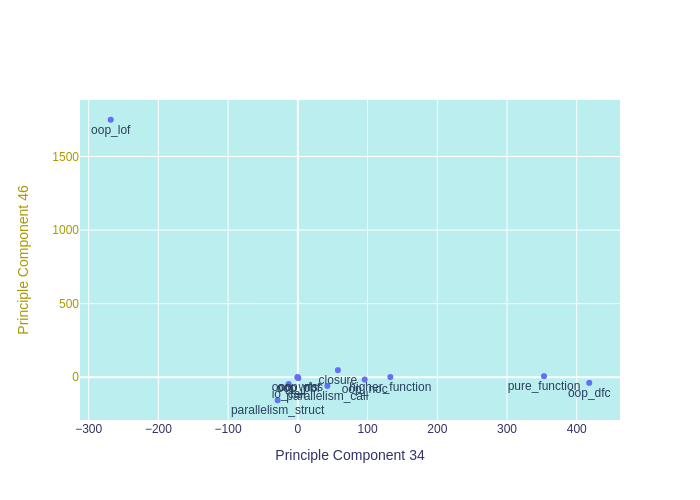 oop_lof
1500
1000
500
0
closure
higher_function
pure_function
oop_noc
oop_dfc
parallelism_call
parallelism_struct
−300
−200
−100
0
100
200
300
400
Principle Component 34
Principle Component 46